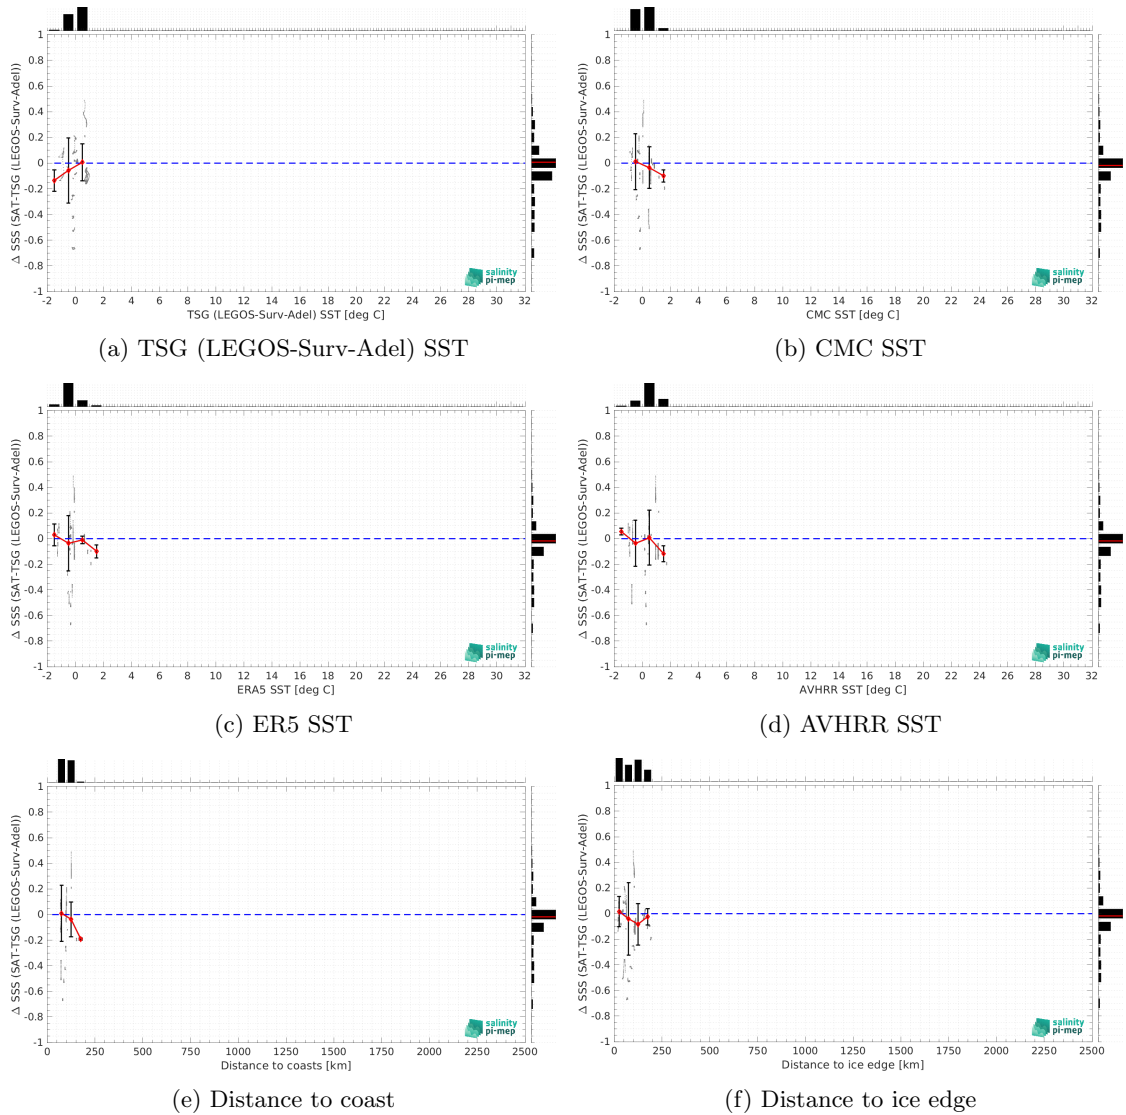 1
0.8
0.6
0.4
0.2
0
-0.2
-0.4
-0.6
-0.8
-1
Δ SSS (SAT-TSG (LEGOS-Surv-Adel))
salinity
pi-mep
-2 0 2 4 6 8 10 12 14 16 18 20 22 24 26 28 30 32
TSG (LEGOS-Surv-Adel) SST [deg C]
(a) TSG (LEGOS-Surv-Adel) SST
1
0.8
0.6
0.4
0.2
0
-0.2
-0.4
-0.6
-0.8
-1
Δ SSS (SAT-TSG (LEGOS-Surv-Adel))
salinity
pi-mep
-2 0 2 4 6 8 10 12 14 16 18 20 22 24 26 28 30 32
CMC SST [deg C]
(b) CMC SST
1
0.8
0.6
0.4
0.2
0
-0.2
-0.4
-0.6
-0.8
-1
Δ SSS (SAT-TSG (LEGOS-Surv-Adel))
salinity
pi-mep
-2 0 2 4 6 8 10 12 14 16 18 20 22 24 26 28 30 32
ERA5 SST [deg C]
(c) ER5 SST
1
0.8
0.6
0.4
0.2
0
-0.2
-0.4
-0.6
-0.8
-1
Δ SSS (SAT-TSG (LEGOS-Surv-Adel))
salinity
pi-mep
-2 0 2 4 6 8 10 12 14 16 18 20 22 24 26 28 30 32
AVHRR SST [deg C]
(d) AVHRR SST
1
0.8
0.6
0.4
0.2
0
-0.2
-0.4
-0.6
-0.8
-1
Δ SSS (SAT-TSG (LEGOS-Surv-Adel))
salinity
pi-mep
0 250 500 750 1000 1250 1500 1750 2000 2250 2500
Distance to coasts [km]
(e) Distance to coast
1
0.8
0.6
0.4
0.2
0
-0.2
-0.4
-0.6
-0.8
-1
Δ SSS (SAT-TSG (LEGOS-Surv-Adel))
salinity
pi-mep
0 250 500 750 1000 1250 1500 1750 2000 2250 2500
Distance to ice edge [km]
(f) Distance to ice edge